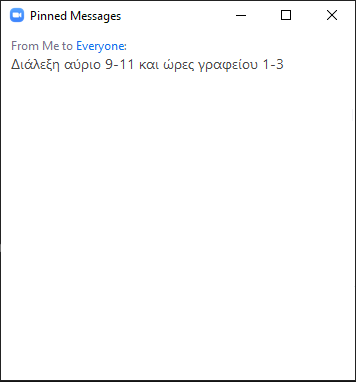 Pinned Messages
From Me to Everyone:
Διάλεξη αύριο 9-11 και ώρες γραφείου 1-3